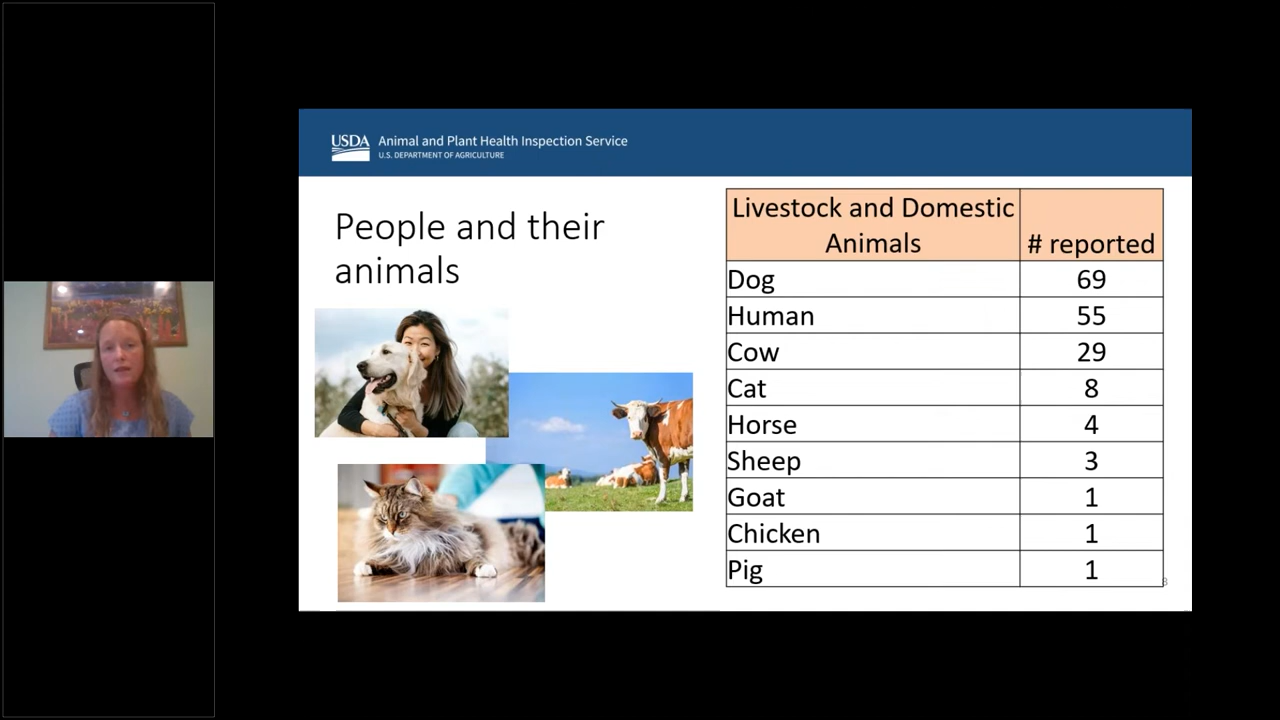 USDA
Animal and Plant Health Inspection Service
U.S. DEPARTMENT OF AGRICULTURE
People and their
animals
Livestock and Domestic
Animals
# reported
Dog 69
Human 55
Cow 29
Cat 8
Horse 4
Sheep 3
Goat 1
Chicken 1
Pig 1